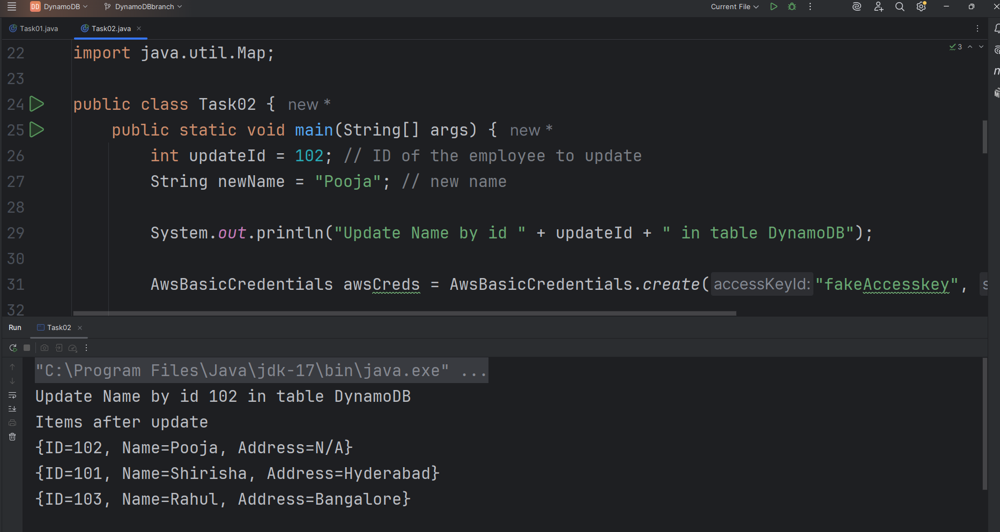 DD DynamoDB DynamoDBbranch Current File
Task01.java Task02.java
3
22 import java.util.Map;
23
24 public class Task02 { new *
25 public static void main(String[] args) { new *
26 int updateId = 102; // ID of the employee to update
27 String newName = "Pooja"; // new name
28
29 System.out.println("Update Name by id " + updateId + " in table DynamoDB");
30
31 AwsBasicCredentials awsCreds = AwsBasicCredentials.create( accessKeyId: "fakeAccesskey", s
32
Run Task02
"C:\Program Files\Java\jdk-17\bin\java.exe" ...
Update Name by id 102 in table DynamoDB
Items after update
{ID=102, Name=Pooja, Address=N/A}
{ID=101, Name=Shirisha, Address=Hyderabad}
{ID=103, Name=Rahul, Address=Bangalore}